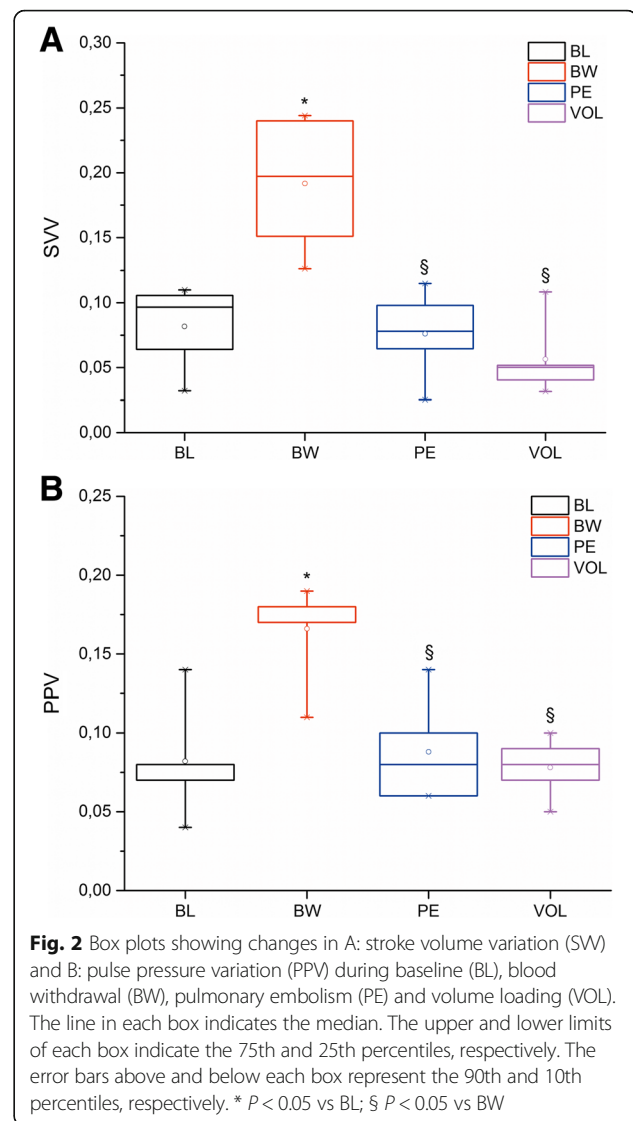 A
0,30
0,25
0,20
0,15
0,10
0,05
0,00
SVV
BL
BW
PE
VOL
*
§
§
BL BW PE VOL
B
0,25
0,20
0,15
0,10
0,05
0,00
PPV
BL
BW
PE
VOL
*
§
§
BL BW PE VOL
Fig. 2 Box plots showing changes in A: stroke volume variation (SVV)
and B: pulse pressure variation (PPV) during baseline (BL), blood
withdrawal (BW), pulmonary embolism (PE) and volume loading (VOL).
The line in each box indicates the median. The upper and lower limits
of each box indicate the 75th and 25th percentiles, respectively. The
error bars above and below each box represent the 90th and 10th
percentiles, respectively. * P < 0.05 vs BL; § P < 0.05 vs BW